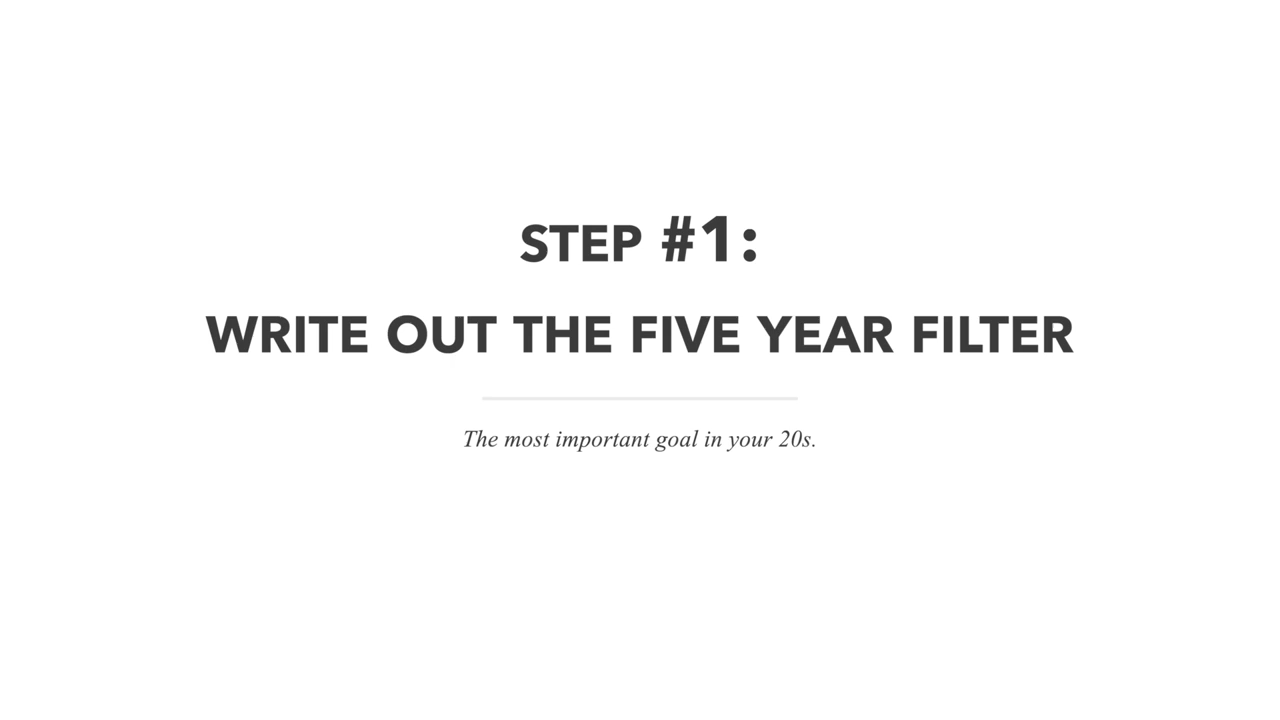 STEP #1:
WRITE OUT THE FIVE YEAR FILTER
The most important goal in your 20s.